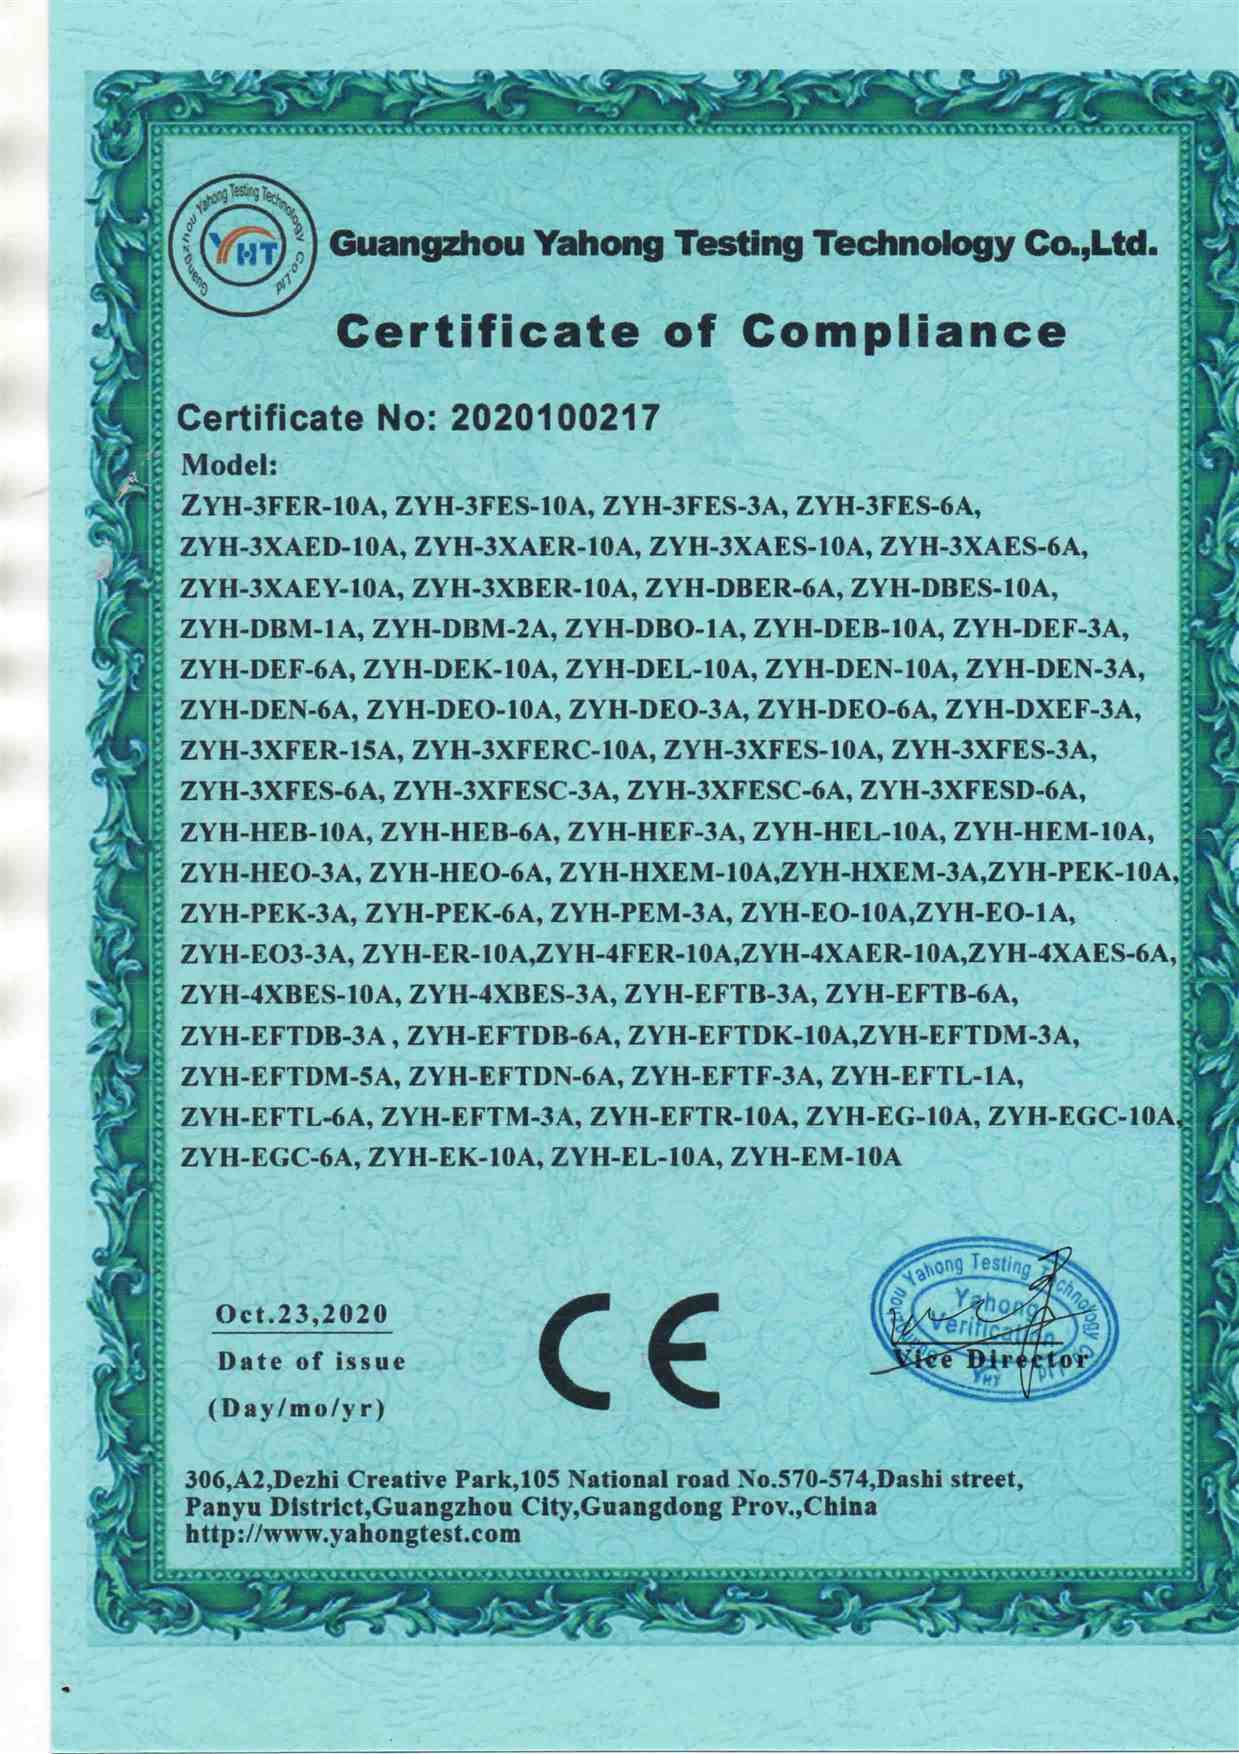 Guangzhou Yahong Testing Technology Co.Ltd
YHT
Guangzhou Yahong Testing Technology Co.,Ltd.
Certificate of Compliance
Certificate No: 2020100217
Model:
ZYH-3FER-10A, ZYH-3FES-10A, ZYH-3FES-3A, ZYH-3FES-6A,
ZYH-3XAED-10A, ZYH-3XAER-10A, ZYH-3XAES-10A, ZYH-3XAES-6A,
ZYH-3XAEY-10A, ZYH-3XBER-10A, ZYH-DBER-6A, ZYH-DBES-10A,
ZYH-DBM-1A, ZYH-DBM-2A, ZYH-DBO-1A, ZYH-DEB-10A, ZYH-DEF-3A,
ZYH-DEF-6A, ZYH-DEK-10A, ZYH-DEL-10A, ZYH-DEN-10A, ZYH-DEN-3A,
ZYH-DEN-6A, ZYH-DEO-10A, ZYH-DEO-3A, ZYH-DEO-6A, ZYH-DXEF-3A,
ZYH-3XFER-15A, ZYH-3XFERC-10A, ZYH-3XFES-10A, ZYH-3XFES-3A,
ZYH-3XFES-6A, ZYH-3XFESC-3A, ZYH-3XFESC-6A, ZYH-3XFESD-6A,
ZYH-HEB-10A, ZYH-HEB-6A, ZYH-HEF-3A, ZYH-HEL-10A, ZYH-HEM-10A,
ZYH-HEO-3A, ZYH-HEO-6A, ZYH-HXEM-10A,ZYH-HXEM-3A,ZYH-PEK-10A,
ZYH-PEK-3A, ZYH-PEK-6A, ZYH-PEM-3A, ZYH-EO-10A,ZYH-EO-1A,
ZYH-EO3-3A, ZYH-ER-10A,ZYH-4FER-10A,ZYH-4XAER-10A,ZYH-4XAES-6A,
ZYH-4XBES-10A, ZYH-4XBES-3A, ZYH-EFTB-3A, ZYH-EFTB-6A,
ZYH-EFTDB-3A , ZYH-EFTDB-6A, ZYH-EFTDK-10A,ZYH-EFTDM-3A,
ZYH-EFTDM-5A, ZYH-EFTDN-6A, ZYH-EFTF-3A, ZYH-EFTL-1A,
ZYH-EFTL-6A, ZYH-EFTM-3A, ZYH-EFTR-10A, ZYH-EG-10A, ZYH-EGC-10A,
ZYH-EGC-6A, ZYH-EK-10A, ZYH-EL-10A, ZYH-EM-10A
Yahong Testing Technology Co Ltd
Yahong
Verification
YHT
Oct.23,2020
CE
Vice Director
Date of issue
(Day/mo/yr)
306,A2,Dezhi Creative Park,105 National road No.570-574,Dashi street,
Panyu District,Guangzhou City,Guangdong Prov.,China
http://www.yahongtest.com